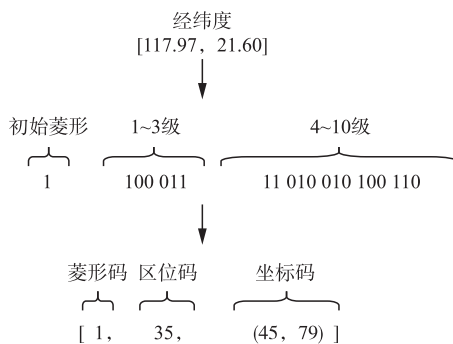 经纬度
[117.97，21.60]
初始菱形 1~3级 4~10级
1 100 011 11 010 010 100 110
菱形码 区位码 坐标码
[ 1， 35， (45，79) ]